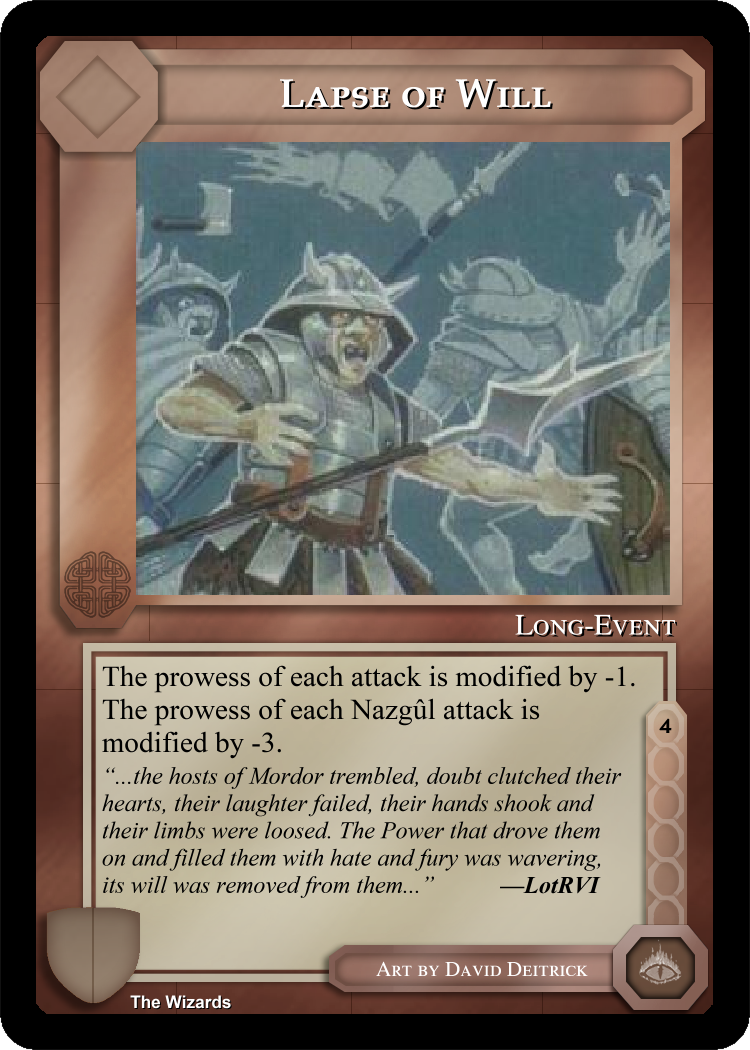 Lapse of Will
Long-Event
The prowess of each attack is modified by -1.
The prowess of each Nazgûl attack is
modified by -3.
4
“...the hosts of Mordor trembled, doubt clutched their
hearts, their laughter failed, their hands shook and
their limbs were loosed. The Power that drove them
on and filled them with hate and fury was wavering,
its will was removed from them...” —LotRVI
Art by David Deitrick
The Wizards